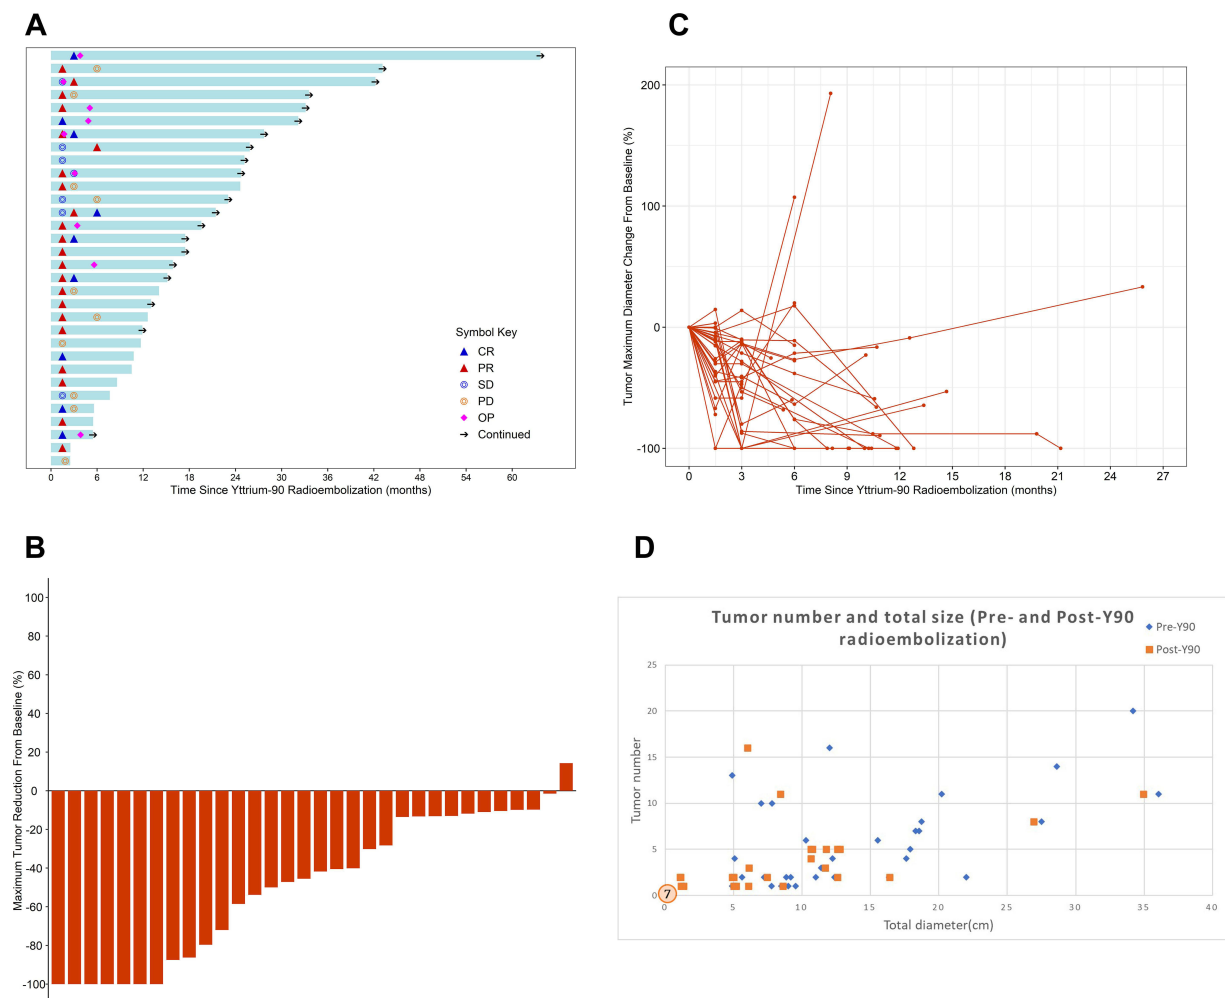 A
Symbol Key
CR
PR
SD
PD
OP
Continued
0 6 12 18 24 30 36 42 48 54 60
Time Since Yttrium-90 Radioembolization (months)
C
Tumor Maximum Diameter Change From Baseline (%)
200
100
0
-100
0 3 6 9 12 15 18 21 24 27
Time Since Yttrium-90 Radioembolization (months)
B
Maximum Tumor Reduction From Baseline (%)
100
80
60
40
20
0
-20
-40
-60
-80
-100
D
Tumor number and total size (Pre- and Post-Y90
radioembolization)
Pre-Y90
Post-Y90
Tumor number
25
20
15
10
5
0
7
0 5 10 15 20 25 30 35 40
Total diameter(cm)